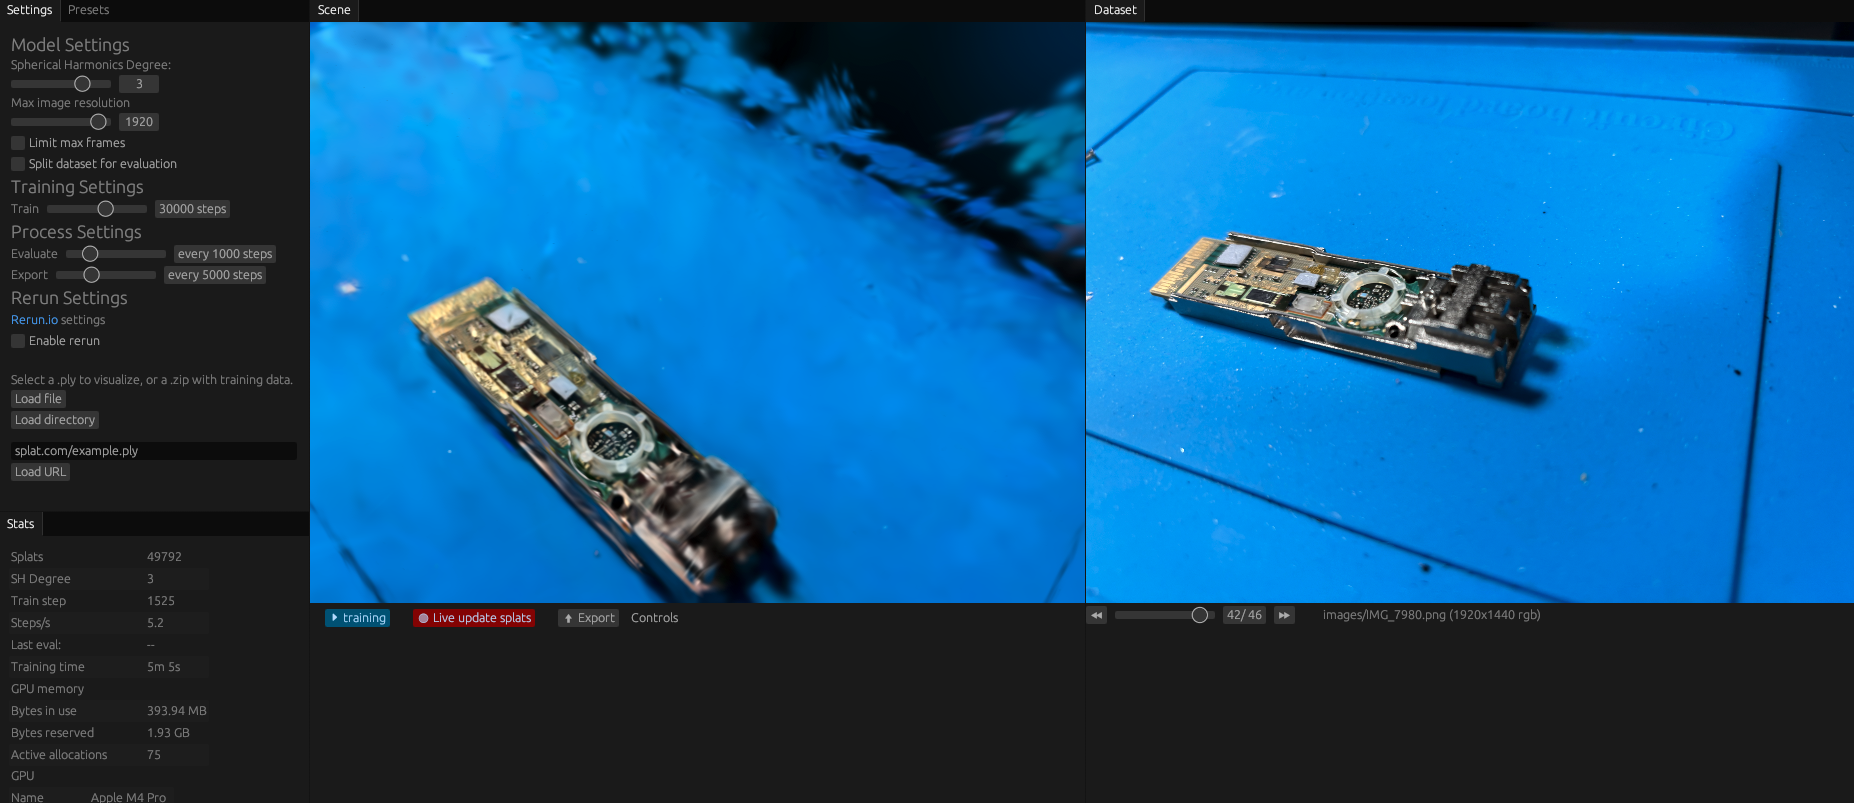 Settings
Presets
Model Settings
Spherical Harmonics Degree:
3
Max image resolution
1920
Limit max frames
Split dataset for evaluation
Training Settings
Train 30000 steps
Process Settings
Evaluate every 1000 steps
Export every 5000 steps
Rerun Settings
Rerun.io settings
Enable rerun
Select a .ply to visualize, or a .zip with training data.
Load file
Load directory
splat.com/example.ply
Load URL
Stats
Splats 49792
SH Degree 3
Train step 1525
Steps/s 5.2
Last eval: --
Training time 5m 5s
GPU memory
Bytes in use 393.94 MB
Bytes reserved 1.93 GB
Active allocations 75
GPU
Name Apple M4 Pro
Scene
training
Live update splats
Export
Controls
Dataset
Circuit board location
42/ 46
images/IMG_7980.png (1920x1440 rgb)